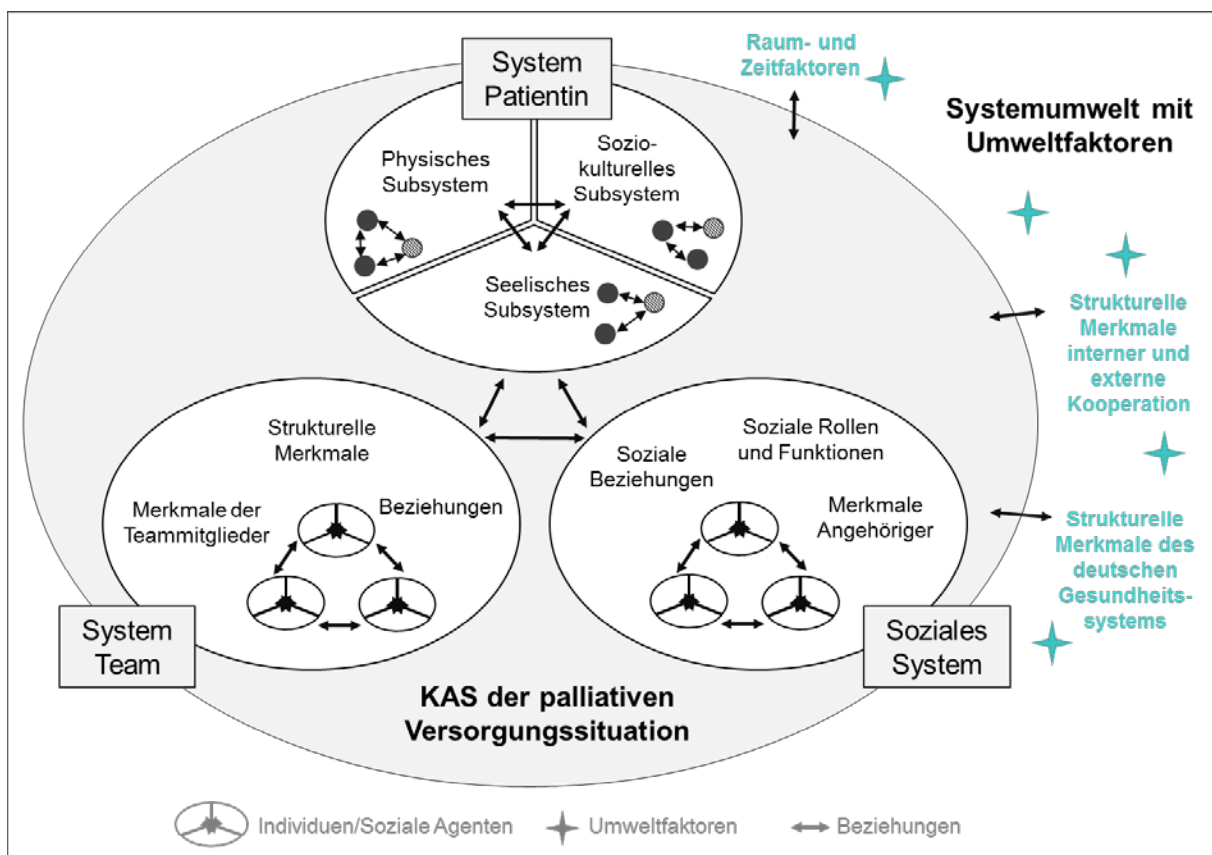 System
Patientin
Raum- und
Zeitfaktoren
Systemumwelt mit
Umweltfaktoren
Physisches
Subsystem
Sozio-
kulturelles
Subsystem
Seelisches
Subsystem
Strukturelle
Merkmale
interner und
externe
Kooperation
Strukturelle
Merkmale
Merkmale der
Teammitglieder
Beziehungen
Soziale
Beziehungen
Soziale Rollen
und Funktionen
Merkmale
Angehöriger
Strukturelle
Merkmale des
deutschen
Gesundheits-
systems
System
Team
Soziales
System
KAS der palliativen
Versorgungssituation
Individuen/Soziale Agenten
Umweltfaktoren
Beziehungen